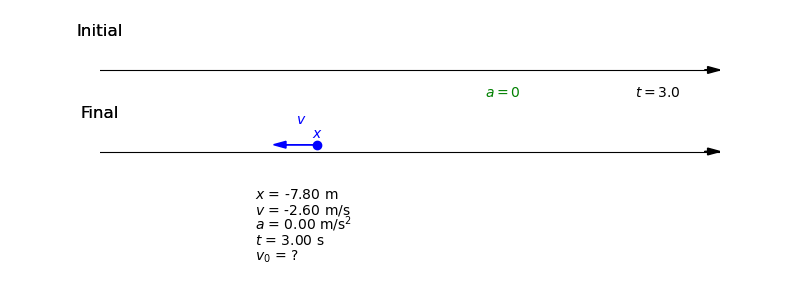 Initial
a = 0
t = 3.0
Final
v
x
x = -7.80 m
v = -2.60 m/s
a = 0.00 m/s²
t = 3.00 s
v₀ = ?